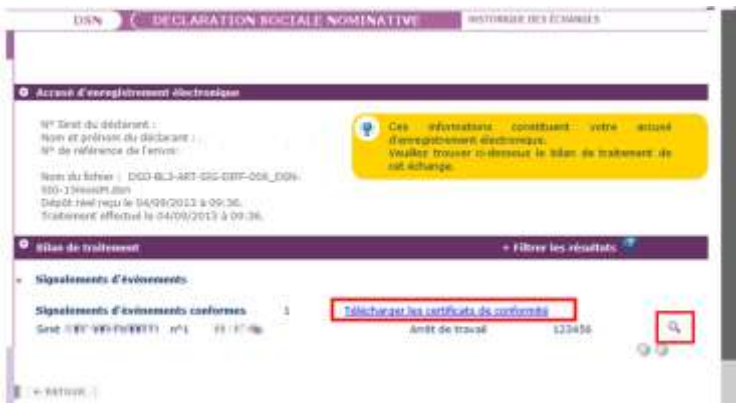 DSN DECLARATION SOCIALE NOMINATIVE HISTORIQUE DES ÉCHANGES
Accusé d'enregistrement électronique
N° Siret du déclarant :
Nom et prénom du déclarant :
N° de référence de l'envoi:
Nom du fichier :
Dépôt réel reçu le 04/09/2013 à 09:36.
Traitement effectué le 04/09/2013 à 09:36.
Ces informations constituent votre accusé
d'enregistrement électronique.
Veuillez trouver ci-dessous le bilan de traitement de
cet échange.
Bilan de traitement + Filtrer les résultats
Signalements d'évènements
Signalements d'évènements conformes 1 Télécharger les certificats de conformité
Siret n°1 Arrêt de travail 123456
← RETOUR